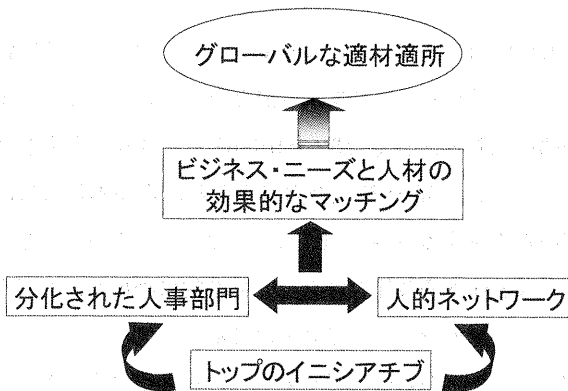 グローバルな適材適所
ビジネス・ニーズと人材の
効果的なマッチング
分化された人事部門
人的ネットワーク
トップのイニシアチブ